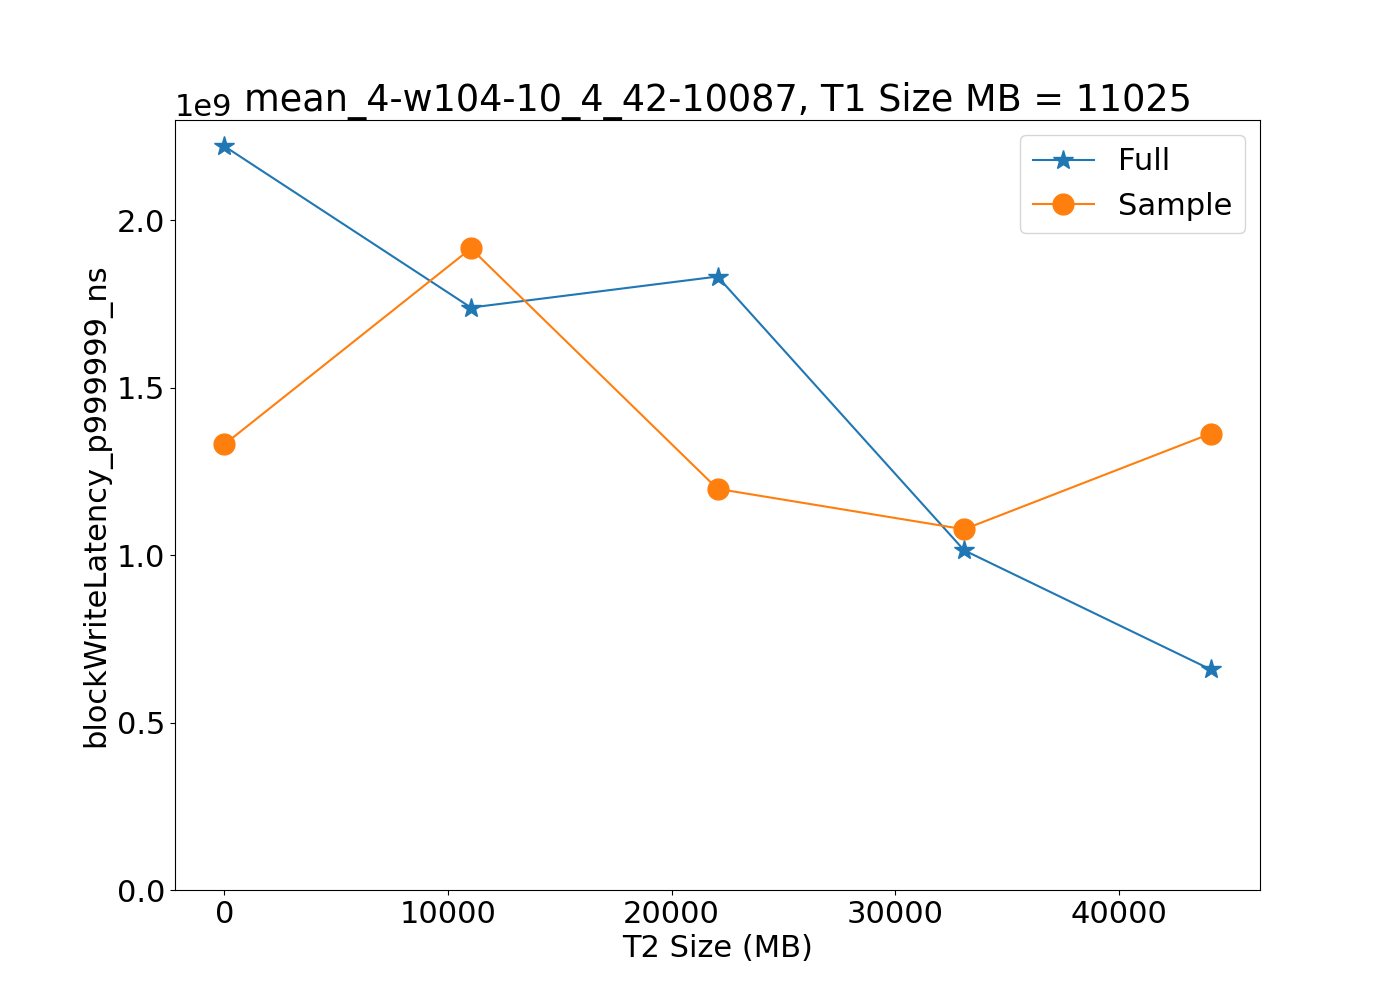 1e9 mean_4-w104-10_4_42-10087, T1 Size MB = 11025
Full
Sample
blockWriteLatency_p999999_ns
2.0
1.5
1.0
0.5
0.0
0 10000 20000 30000 40000
T2 Size (MB)